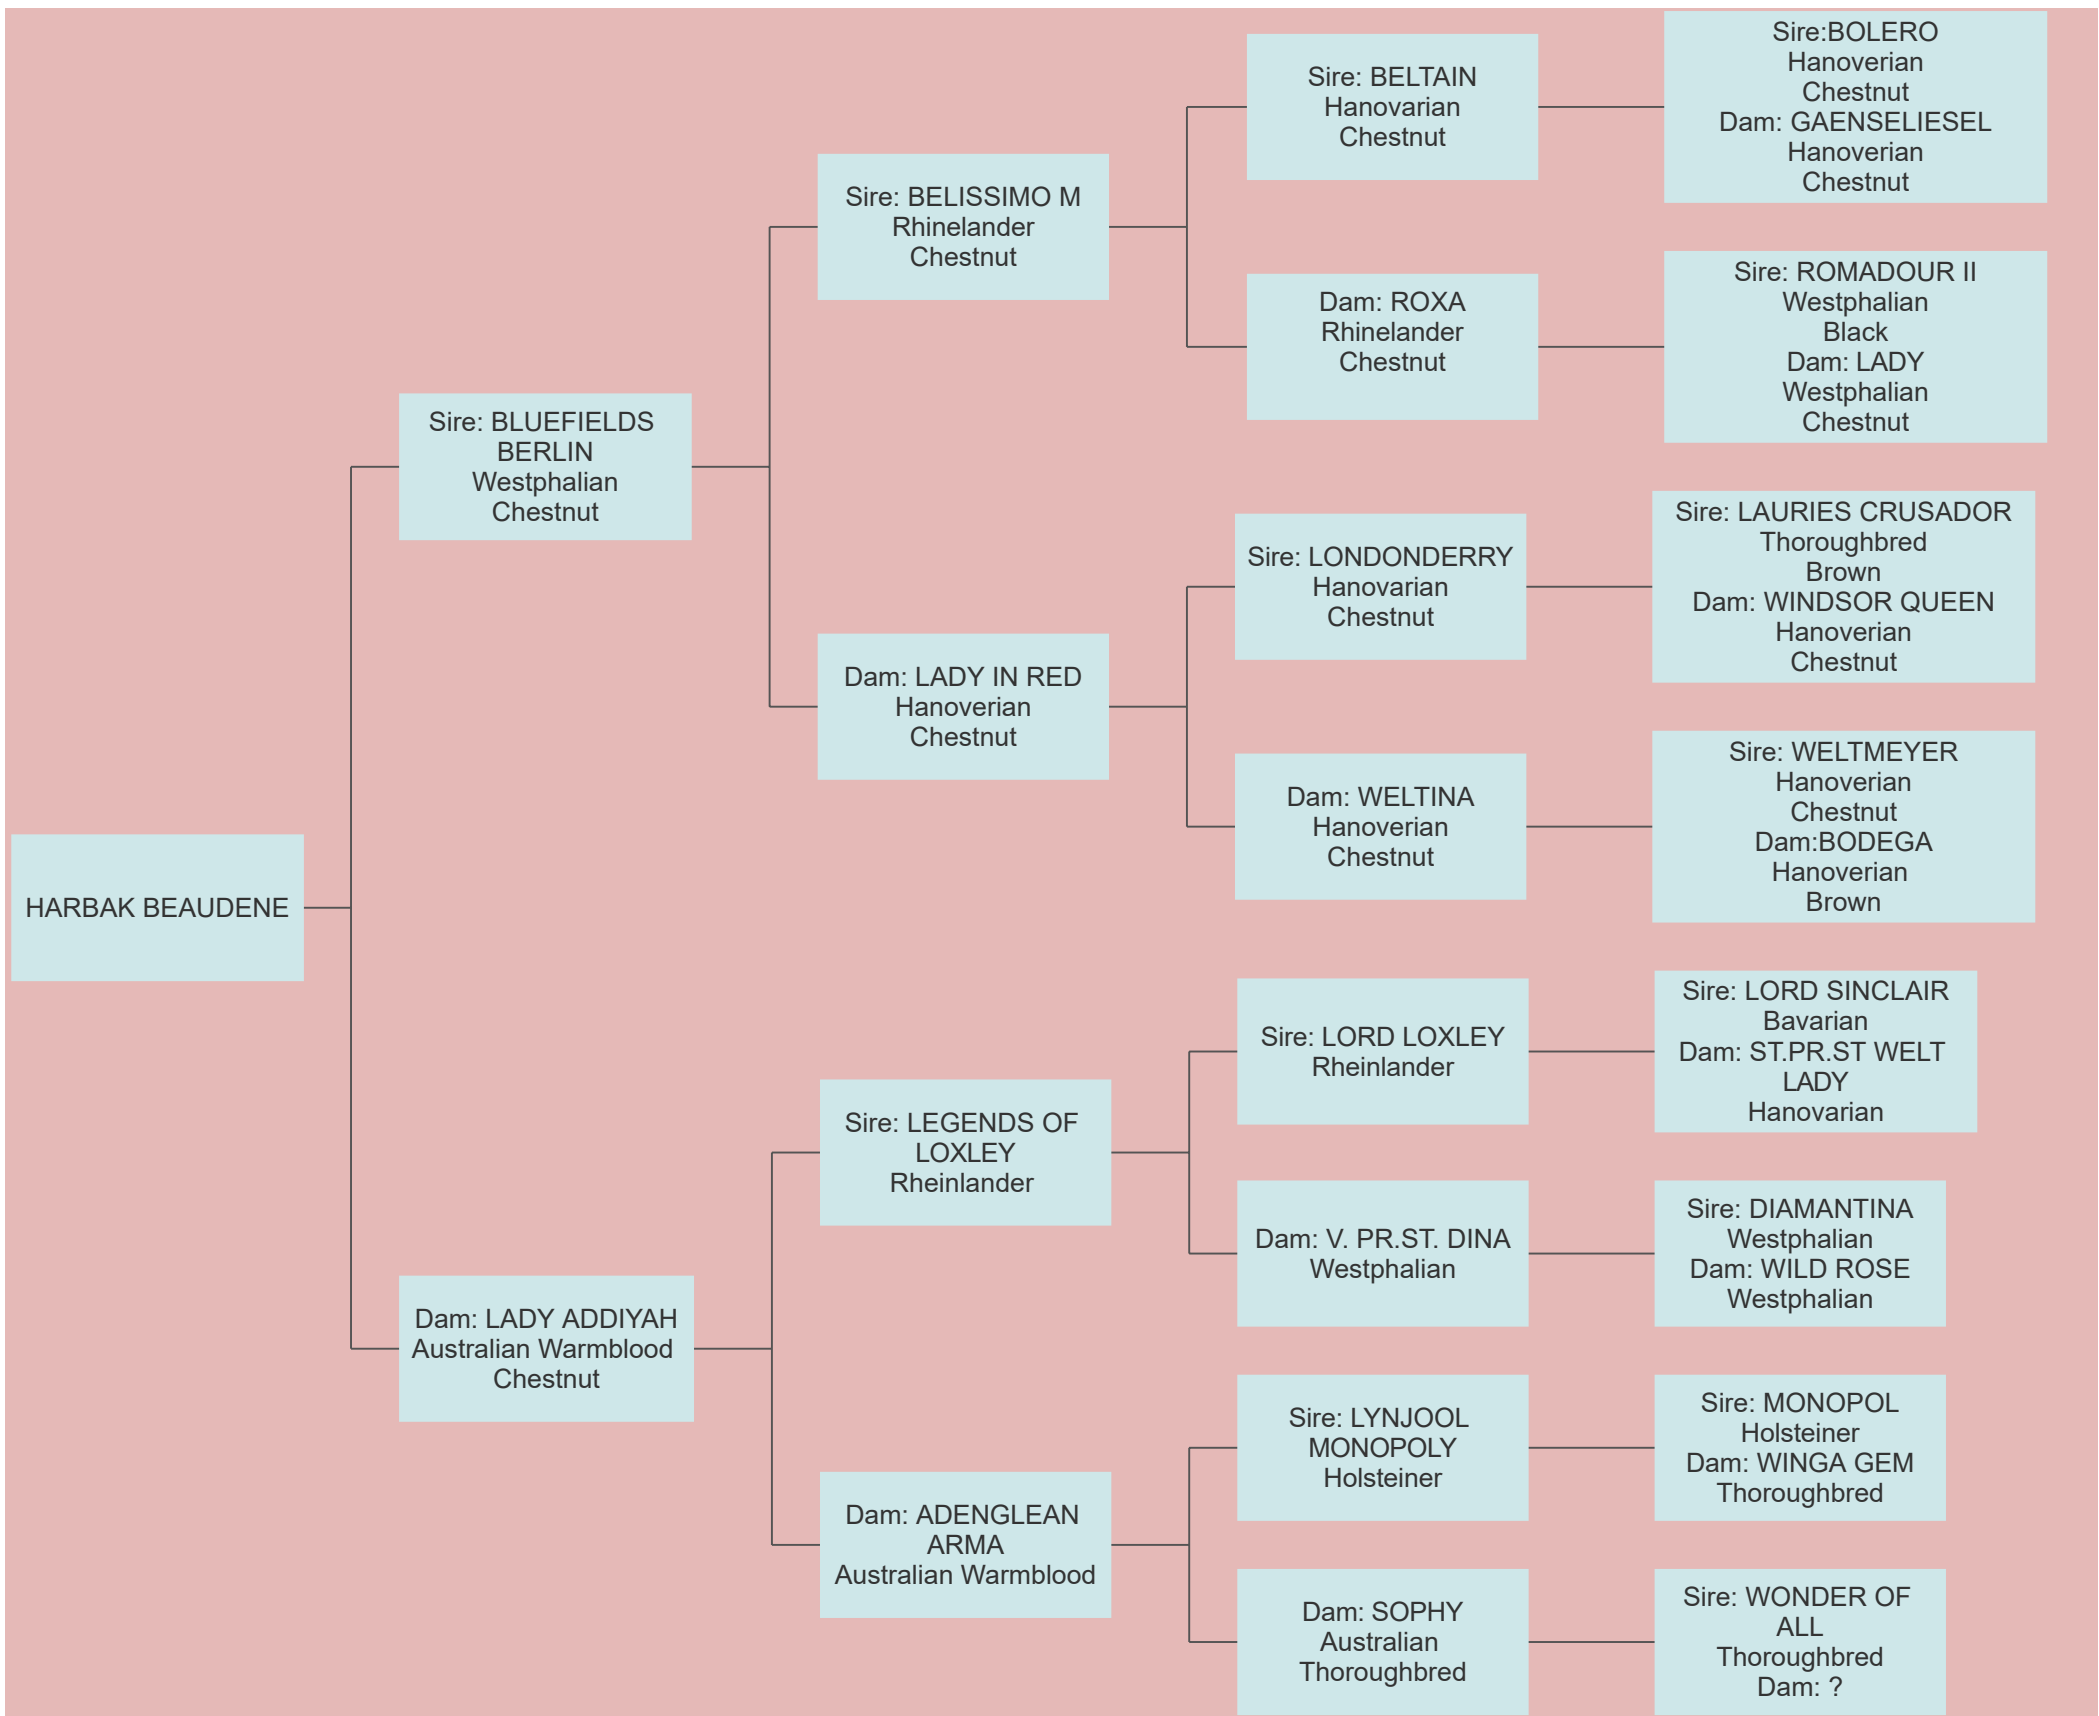 HARBAK BEAUDENE
Sire: BLUEFIELDS
BERLIN
Westphalian
Chestnut
Dam: LADY ADDIYAH
Australian Warmblood
Chestnut
Sire: BELISSIMO M
Rhinelander
Chestnut
Dam: LADY IN RED
Hanoverian
Chestnut
Sire: LEGENDS OF
LOXLEY
Rheinlander
Dam: ADENGLEAN
ARMA
Australian Warmblood
Sire: BELTAIN
Hanovarian
Chestnut
Dam: ROXA
Rhinelander
Chestnut
Sire: LONDONDERRY
Hanovarian
Chestnut
Dam: WELTINA
Hanoverian
Chestnut
Sire: LORD LOXLEY
Rheinlander
Dam: V. PR.ST. DINA
Westphalian
Sire: LYNJOOL
MONOPOLY
Holsteiner
Dam: SOPHY
Australian
Thoroughbred
Sire:BOLERO
Hanoverian
Chestnut
Dam: GAENSELIESEL
Hanoverian
Chestnut
Sire: ROMADOUR II
Westphalian
Black
Dam: LADY
Westphalian
Chestnut
Sire: LAURIES CRUSADOR
Thoroughbred
Brown
Dam: WINDSOR QUEEN
Hanoverian
Chestnut
Sire: WELTMEYER
Hanoverian
Chestnut
Dam:BODEGA
Hanoverian
Brown
Sire: LORD SINCLAIR
Bavarian
Dam: ST.PR.ST WELT
LADY
Hanovarian
Sire: DIAMANTINA
Westphalian
Dam: WILD ROSE
Westphalian
Sire: MONOPOL
Holsteiner
Dam: WINGA GEM
Thoroughbred
Sire: WONDER OF
ALL
Thoroughbred
Dam: ?